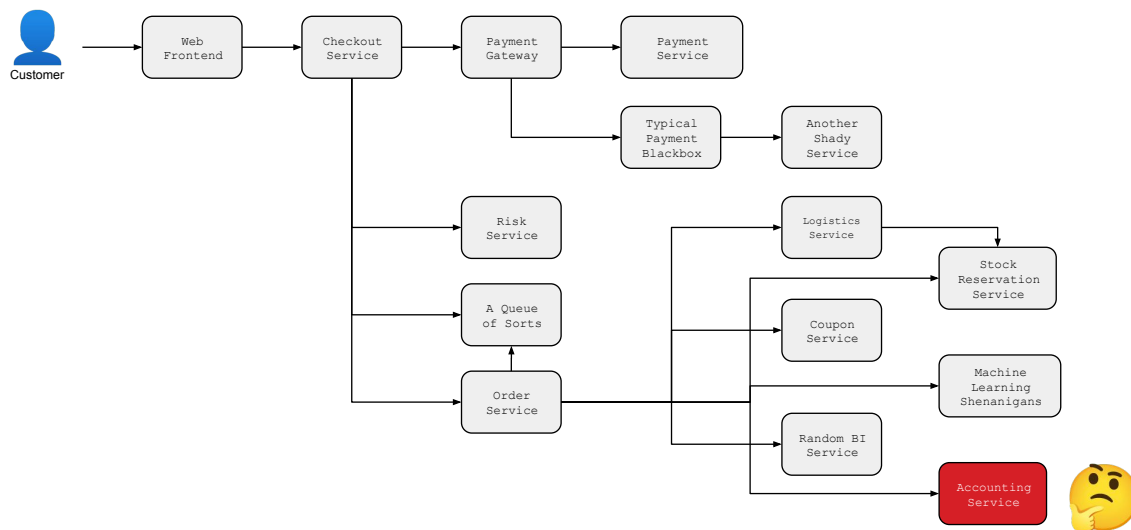 Customer
Web
Frontend
Checkout
Service
Payment
Gateway
Payment
Service
Typical
Payment
Blackbox
Another
Shady
Service
Risk
Service
Logistics
Service
Stock
Reservation
Service
A Queue
of Sorts
Coupon
Service
Order
Service
Machine
Learning
Shenanigans
Random BI
Service
Accounting
Service